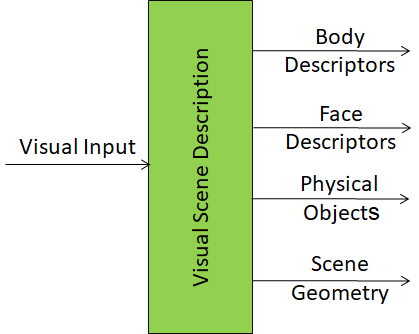 Visual Input
Visual Scene Description
Body
Descriptors
Face
Descriptors
Physical
Objects
Scene
Geometry